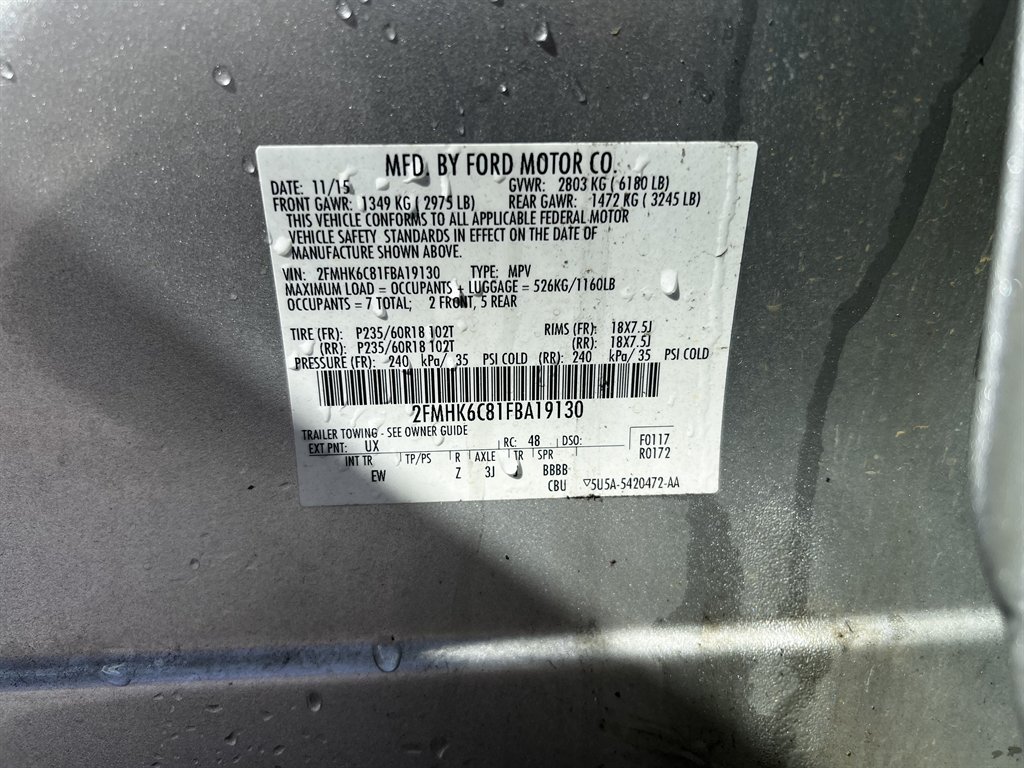 MFD. BY FORD MOTOR CO.
DATE: 11/15 GVWR: 2803 KG ( 6180 LB)
FRONT GAWR: 1349 KG ( 2975 LB) REAR GAWR: 1472 KG ( 3245 LB)
THIS VEHICLE CONFORMS TO ALL APPLICABLE FEDERAL MOTOR
VEHICLE SAFETY STANDARDS IN EFFECT ON THE DATE OF
MANUFACTURE SHOWN ABOVE.
VIN: 2FMHK6C81FBA19130 TYPE: MPV
MAXIMUM LOAD = OCCUPANTS + LUGGAGE = 526KG/1160LB
OCCUPANTS = 7 TOTAL; 2 FRONT, 5 REAR
TIRE (FR): P235/60R18 102T RIMS (FR): 18X7.5J
(RR): P235/60R18 102T (RR): 18X7.5J
PRESSURE (FR): 240 kPa/ 35 PSI COLD (RR): 240 kPa/ 35 PSI COLD
2FMHK6C81FBA19130
TRAILER TOWING - SEE OWNER GUIDE
EXT PNT: UX RC: 48 DSO: F0117
R0172
INT TR TP/PS R AXLE TR SPR
EW Z 3J BBBB
CBU ▽5U5A-5420472-AA